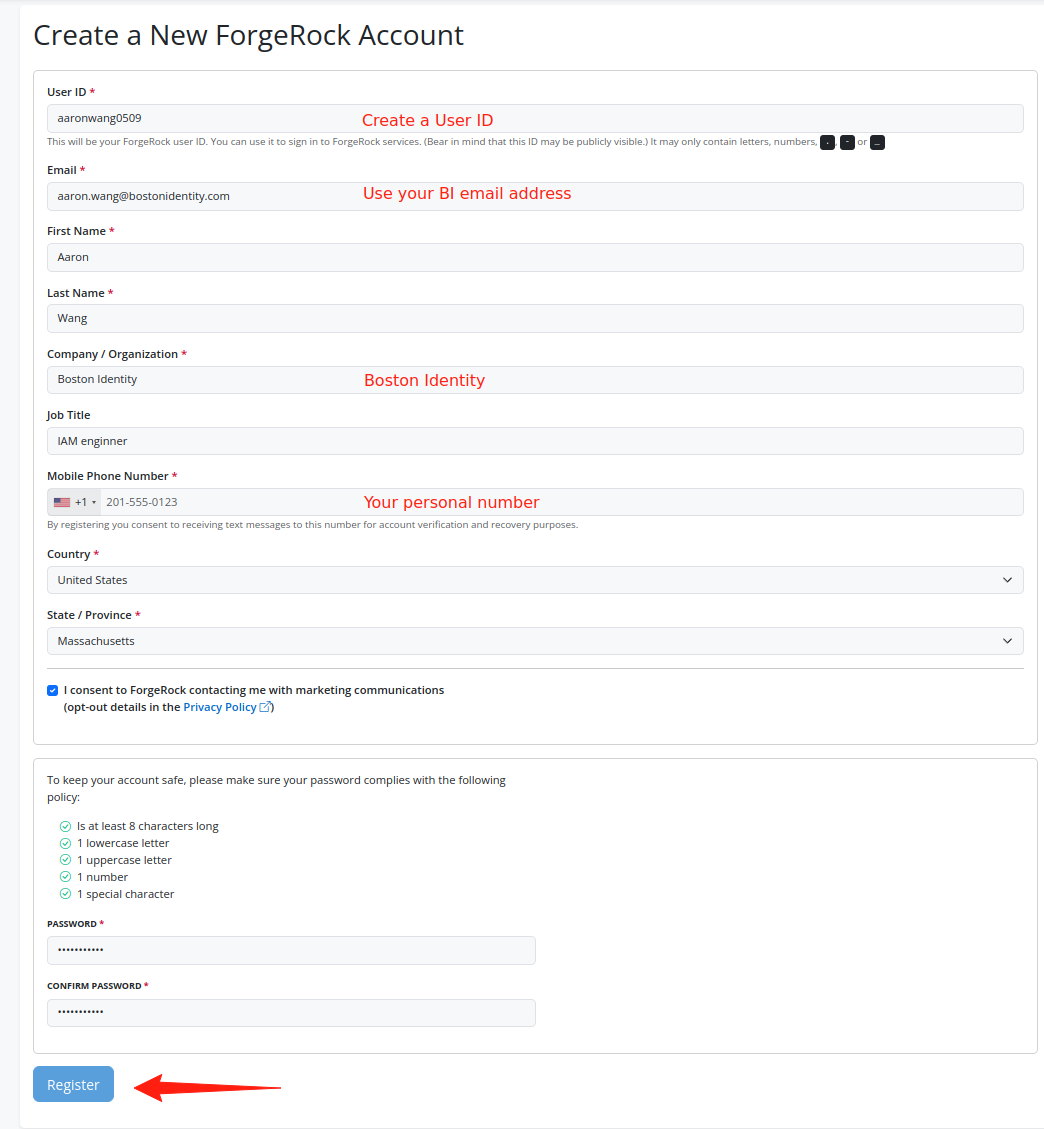 Create a New ForgeRock Account
User ID *
aaronwang0509 Create a User ID
This will be your ForgeRock user ID. You can use it to sign in to ForgeRock services. (Bear in mind that this ID may be publicly visible.) It may only contain letters, numbers, . , - or _
Email *
aaron.wang@bostonidentity.com Use your BI email address
First Name *
Aaron
Last Name *
Wang
Company / Organization *
Boston Identity Boston Identity
Job Title
IAM enginner
Mobile Phone Number *
+1 201-555-0123 Your personal number
By registering you consent to receiving text messages to this number for account verification and recovery purposes.
Country *
United States
State / Province *
Massachusetts
I consent to ForgeRock contacting me with marketing communications
(opt-out details in the Privacy Policy)
To keep your account safe, please make sure your password complies with the following
policy:
Is at least 8 characters long
1 lowercase letter
1 uppercase letter
1 number
1 special character
PASSWORD *
•••••••••••
CONFIRM PASSWORD *
•••••••••••
Register